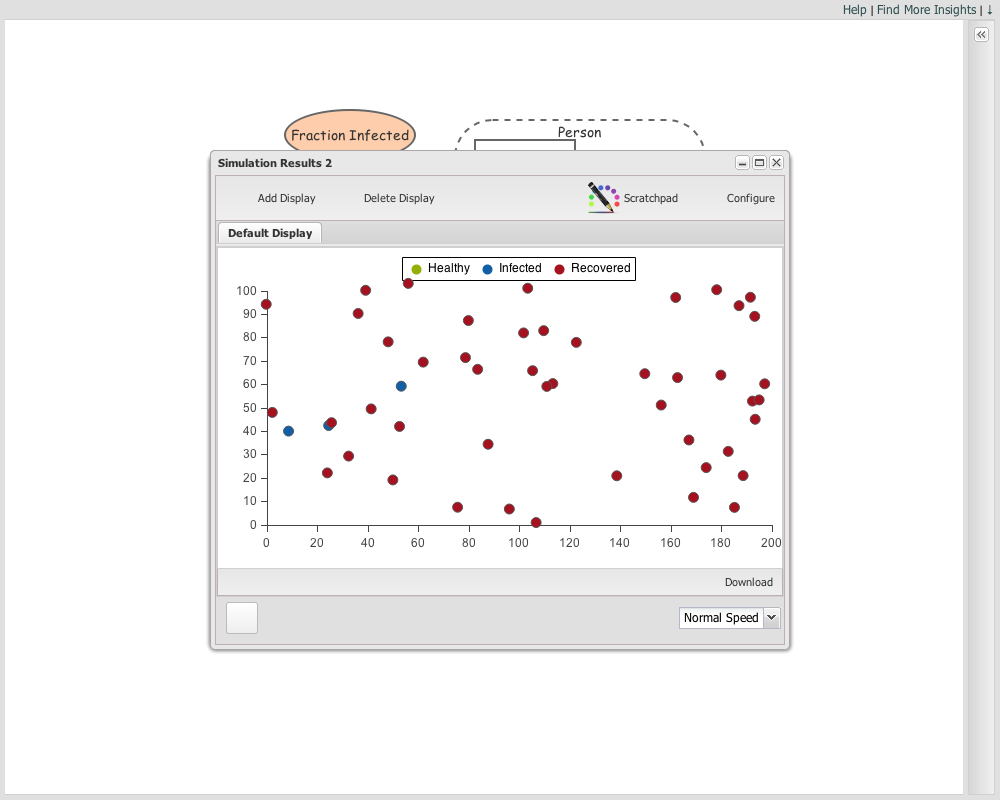 Help | Find More Insights | ↓
Fraction Infected
Person
Simulation Results 2
Add Display
Delete Display
Scratchpad
Configure
Default Display
Healthy Infected Recovered
100
90
80
70
60
50
40
30
20
10
0
0 20 40 60 80 100 120 140 160 180 200
Download
Normal Speed